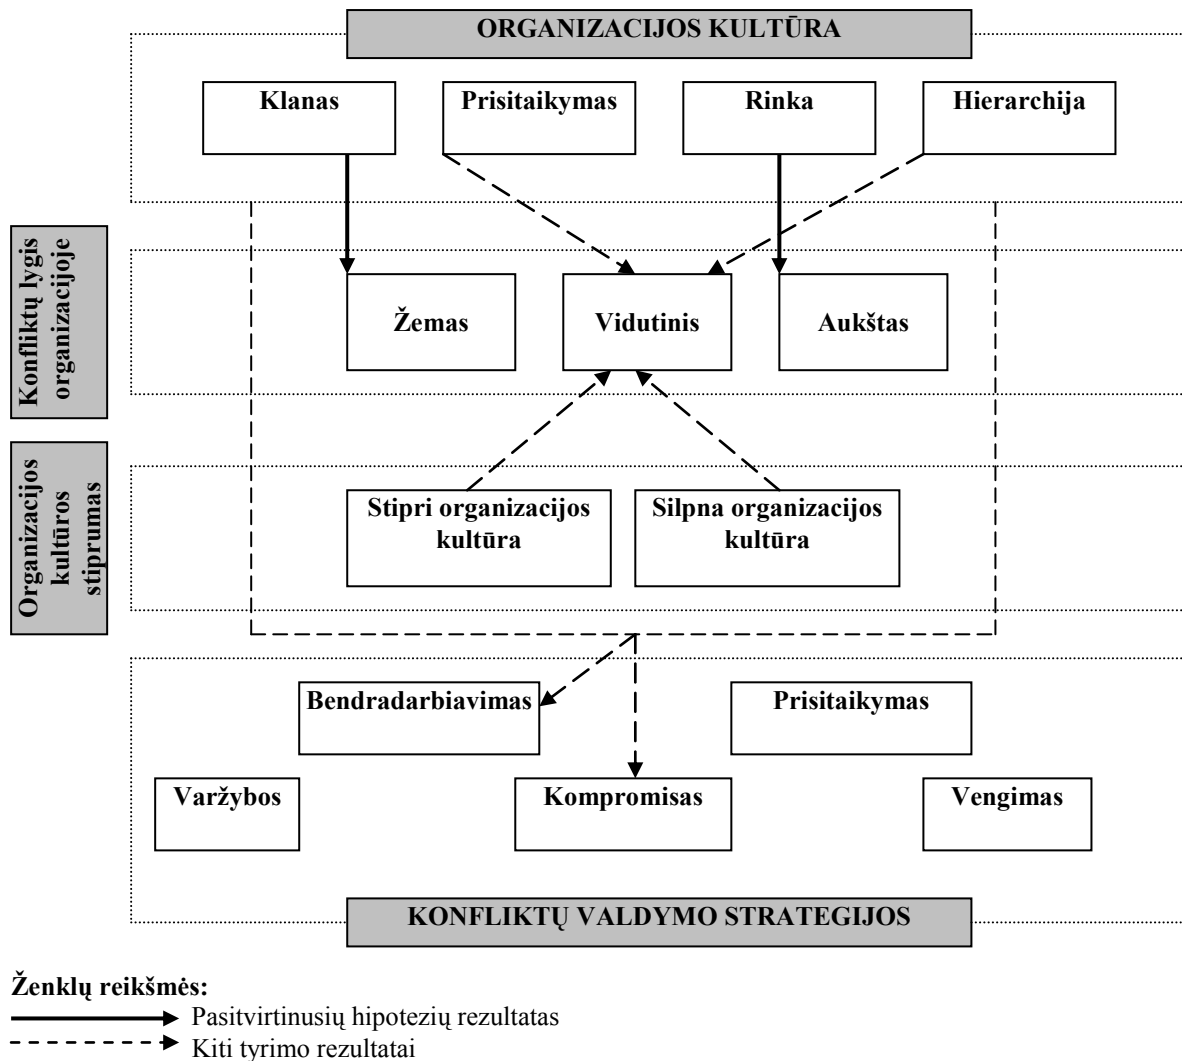 ORGANIZACIJOS KULTŪRA
Klanas
Prisitaikymas
Rinka
Hierarchija
Konfliktų lygis
organizacijoje
Žemas
Vidutinis
Aukštas
Organizacijos
kultūros
stiprumas
Stipri organizacijos
kultūra
Silpna organizacijos
kultūra
Bendradarbiavimas
Prisitaikymas
Varžybos
Kompromisas
Vengimas
KONFLIKTŲ VALDYMO STRATEGIJOS
Ženklų reikšmės:
Pasitvirtinusių hipotezių rezultatas
Kiti tyrimo rezultatai